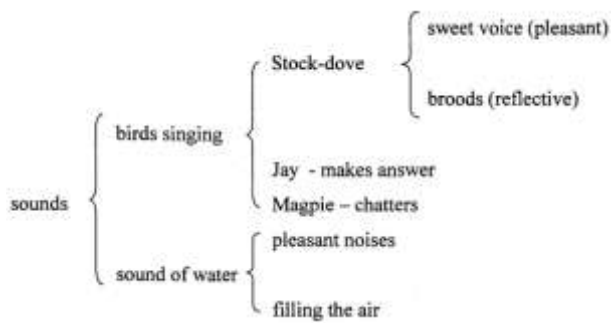 sweet voice (pleasant)
Stock-dove
broods (reflective)
birds singing
Jay - makes answer
sounds
Magpie – chatters
pleasant noises
sound of water
filling the air